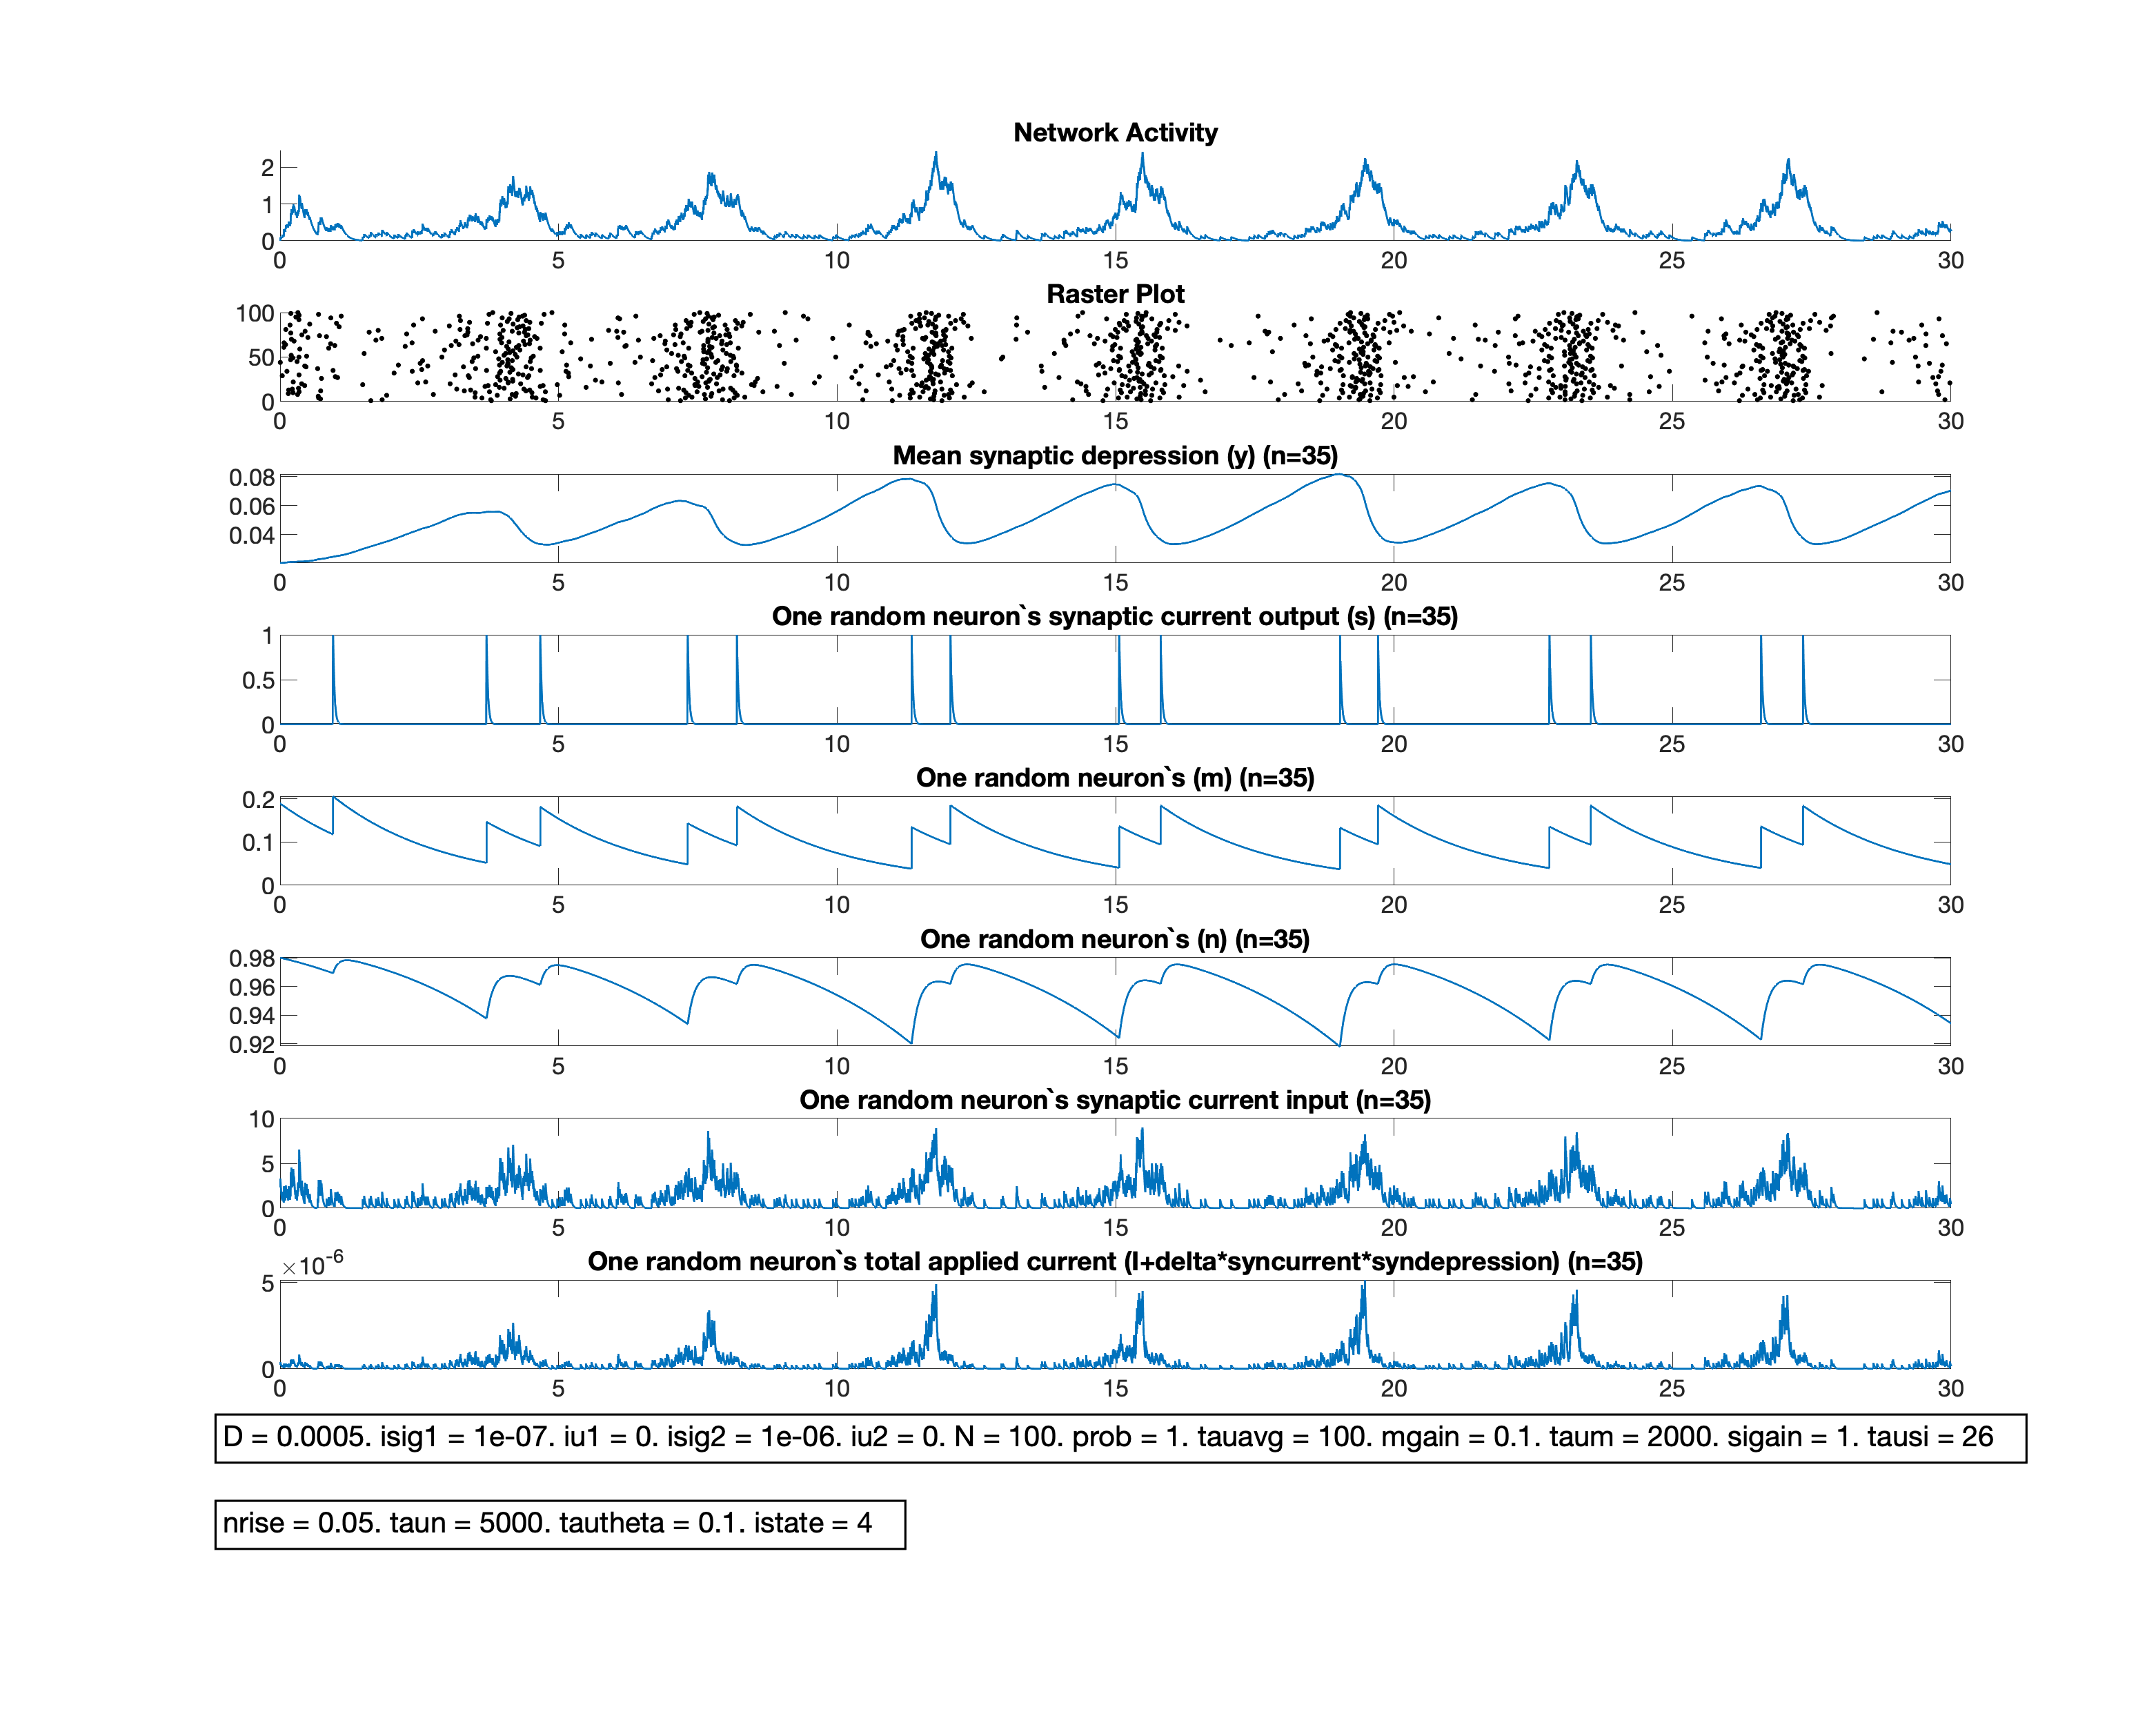 Network Activity
2
1
0
0 5 10 15 20 25 30
Raster Plot
100
50
0
0 5 10 15 20 25 30
Mean synaptic depression (y) (n=35)
0.08
0.06
0.04
0 5 10 15 20 25 30
One random neuron`s synaptic current output (s) (n=35)
1
0.5
0
0 5 10 15 20 25 30
One random neuron`s (m) (n=35)
0.2
0.1
0
0 5 10 15 20 25 30
One random neuron`s (n) (n=35)
0.98
0.96
0.94
0.92
0 5 10 15 20 25 30
One random neuron`s synaptic current input (n=35)
10
5
0
0 5 10 15 20 25 30
×10-6 One random neuron`s total applied current (I+delta*syncurrent*syndepression) (n=35)
5
0
0 5 10 15 20 25 30
D = 0.0005. isig1 = 1e-07. iu1 = 0. isig2 = 1e-06. iu2 = 0. N = 100. prob = 1. tauavg = 100. mgain = 0.1. taum = 2000. sigain = 1. tausi = 26
nrise = 0.05. taun = 5000. tautheta = 0.1. istate = 4